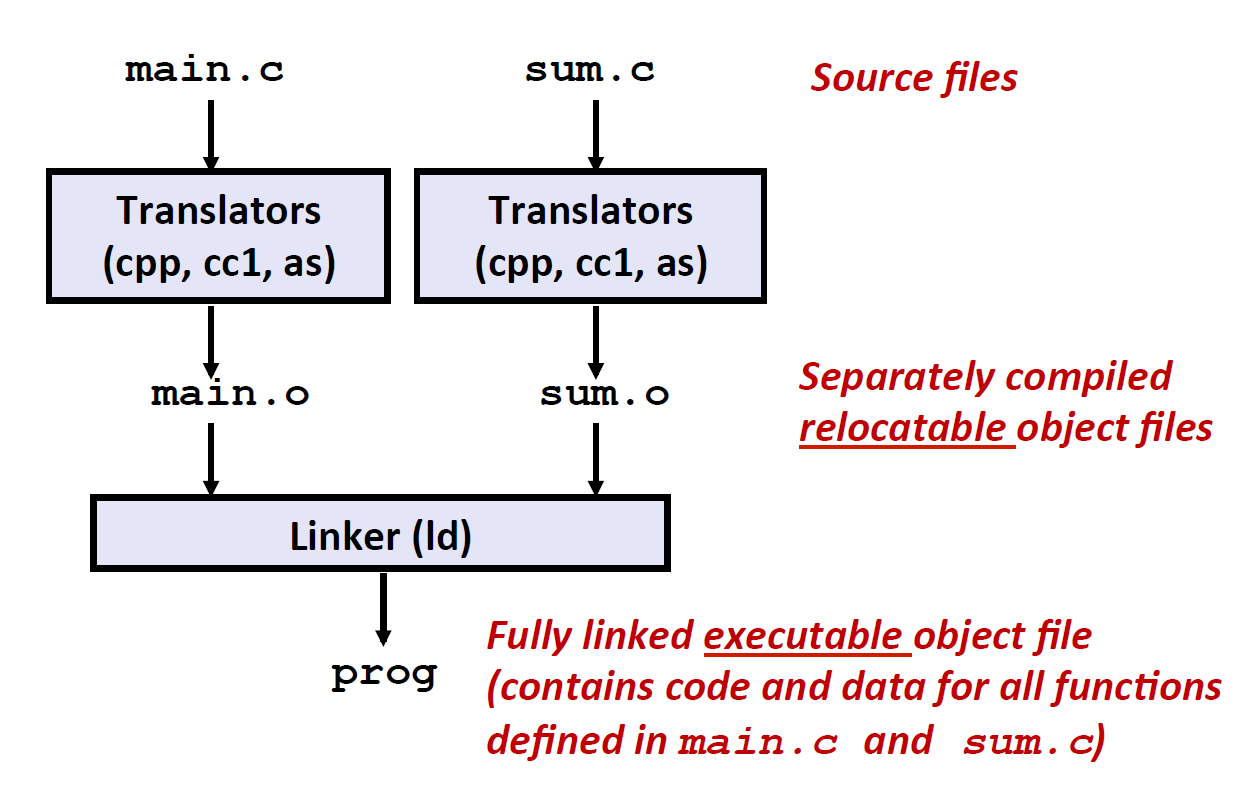 main.c
sum.c
Source files
Translators
(cpp, cc1, as)
Translators
(cpp, cc1, as)
main.o
sum.o
Separately compiled
relocatable object files
Linker (ld)
prog
Fully linked executable object file
(contains code and data for all functions
defined in main.c and sum.c)